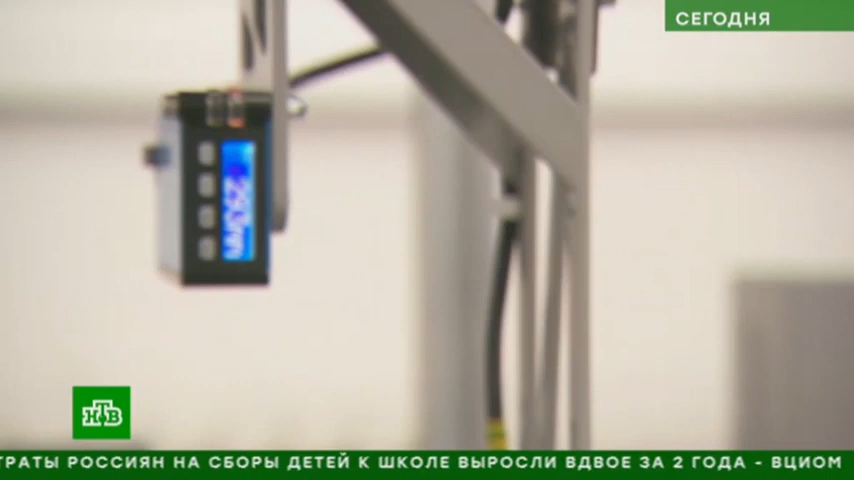 СЕГОДНЯ
НТВ
ТРАТЫ РОССИЯН НА СБОРЫ ДЕТЕЙ К ШКОЛЕ ВЫРОСЛИ ВДВОЕ ЗА 2 ГОДА - ВЦИОМ